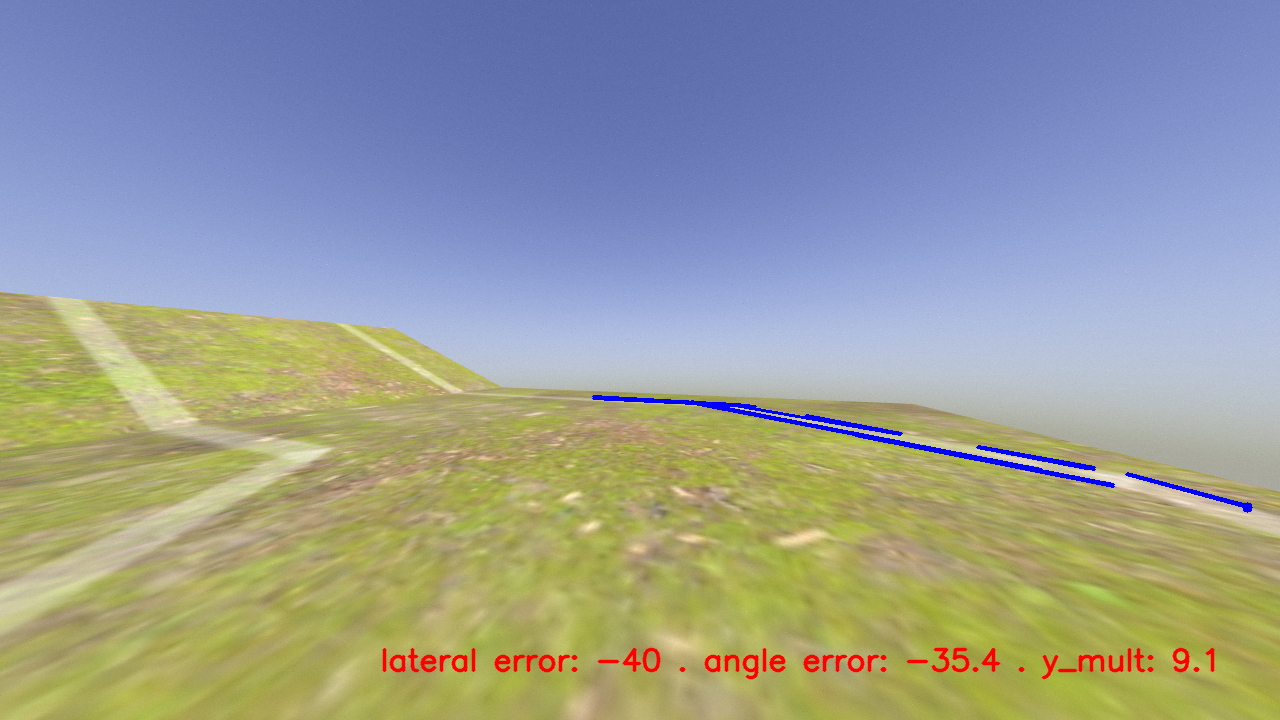 lateral error: -40 . angle error: -35.4 . y_mult: 9.1